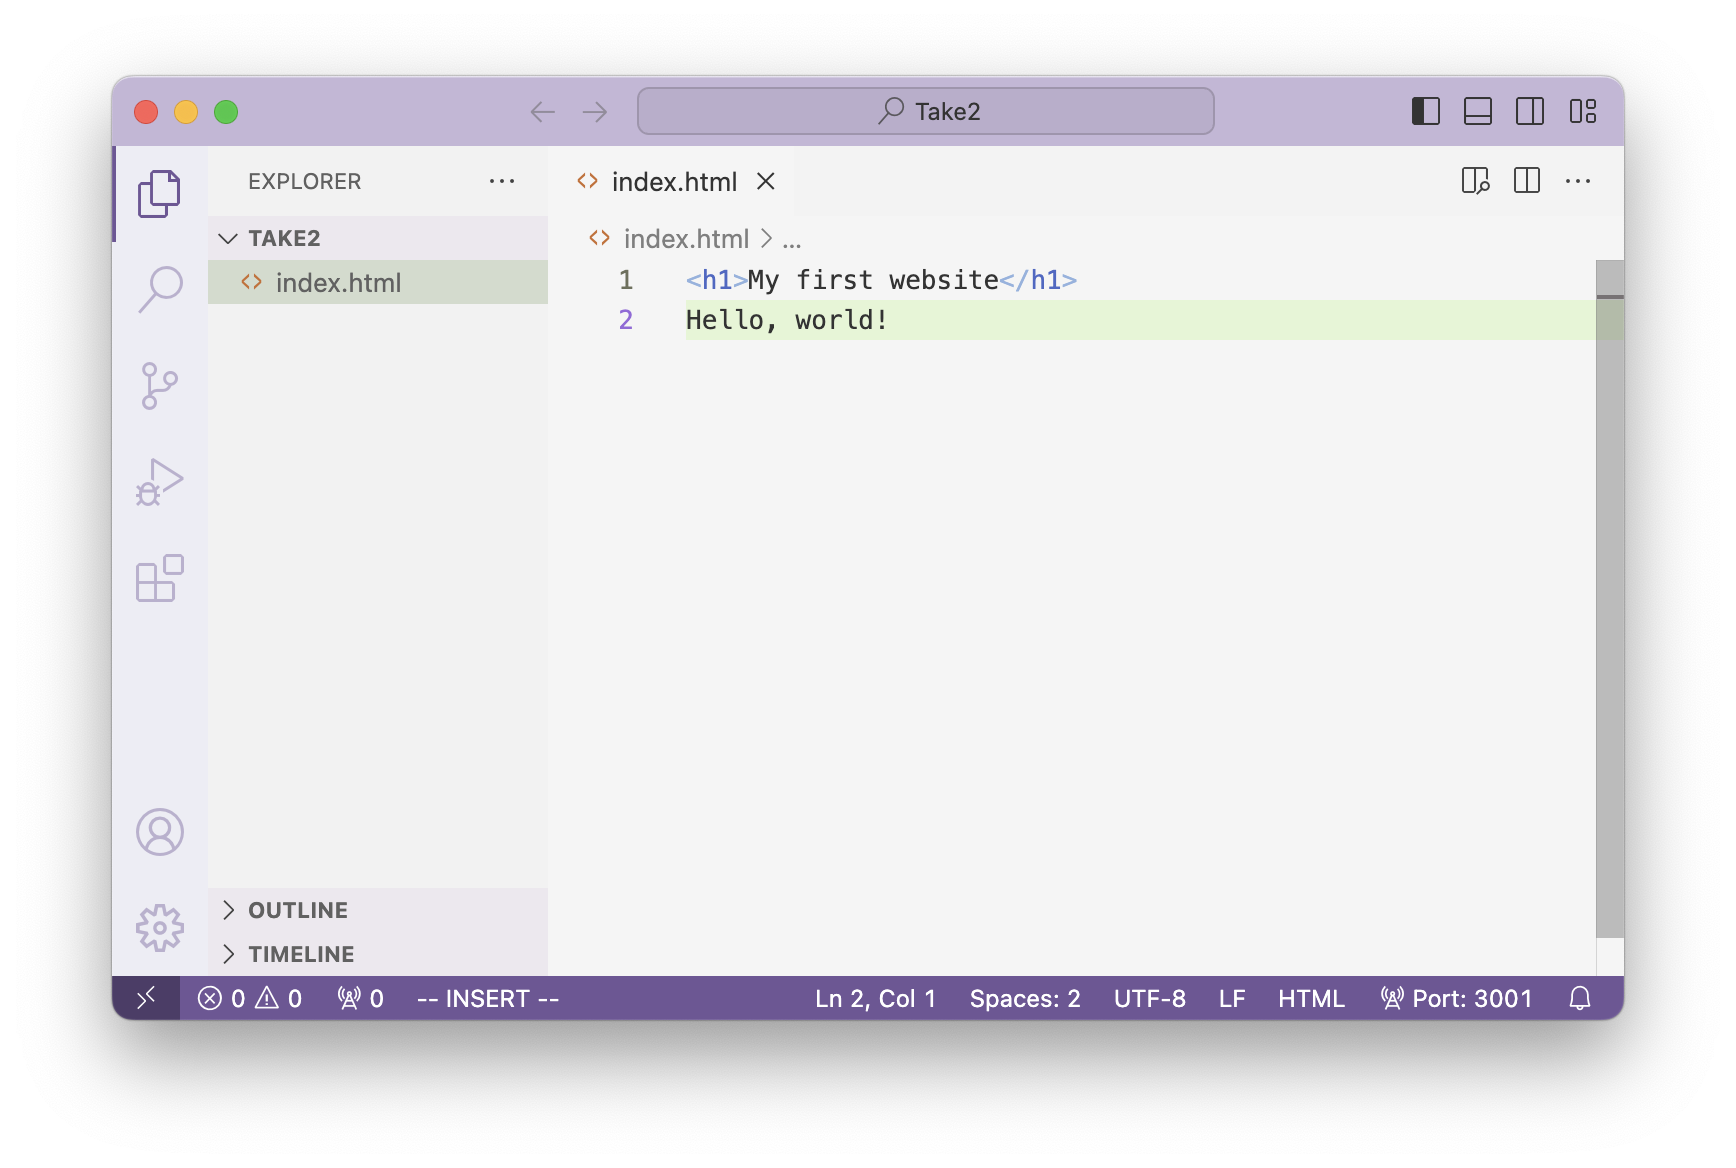 Take2
EXPLORER
index.html
TAKE2
index.html > ...
index.html
1 <h1>My first website</h1>
2 Hello, world!
OUTLINE
TIMELINE
0 0 0 -- INSERT -- Ln 2, Col 1 Spaces: 2 UTF-8 LF HTML Port: 3001